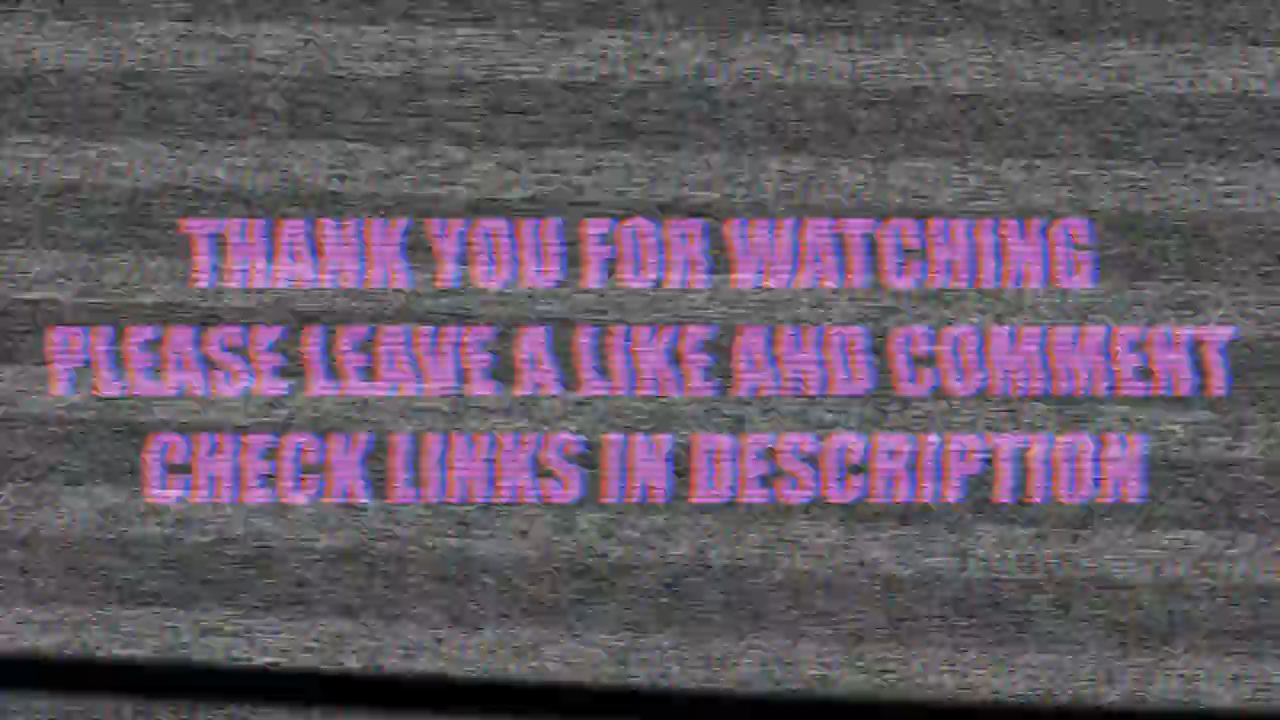 THANK YOU FOR WATCHING
PLEASE LEAVE A LIKE AND COMMENT
CHECK LINKS IN DESCRIPTION